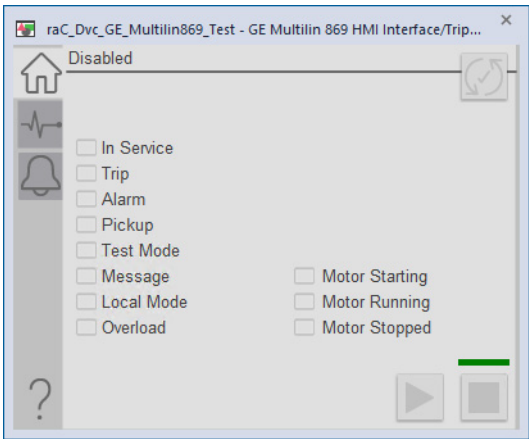 raC_Dvc_GE_Multilin869_Test - GE Multilin 869 HMI Interface/Trip...
Disabled
In Service
Trip
Alarm
Pickup
Test Mode
Message
Motor Starting
Local Mode
Motor Running
Overload
Motor Stopped
?